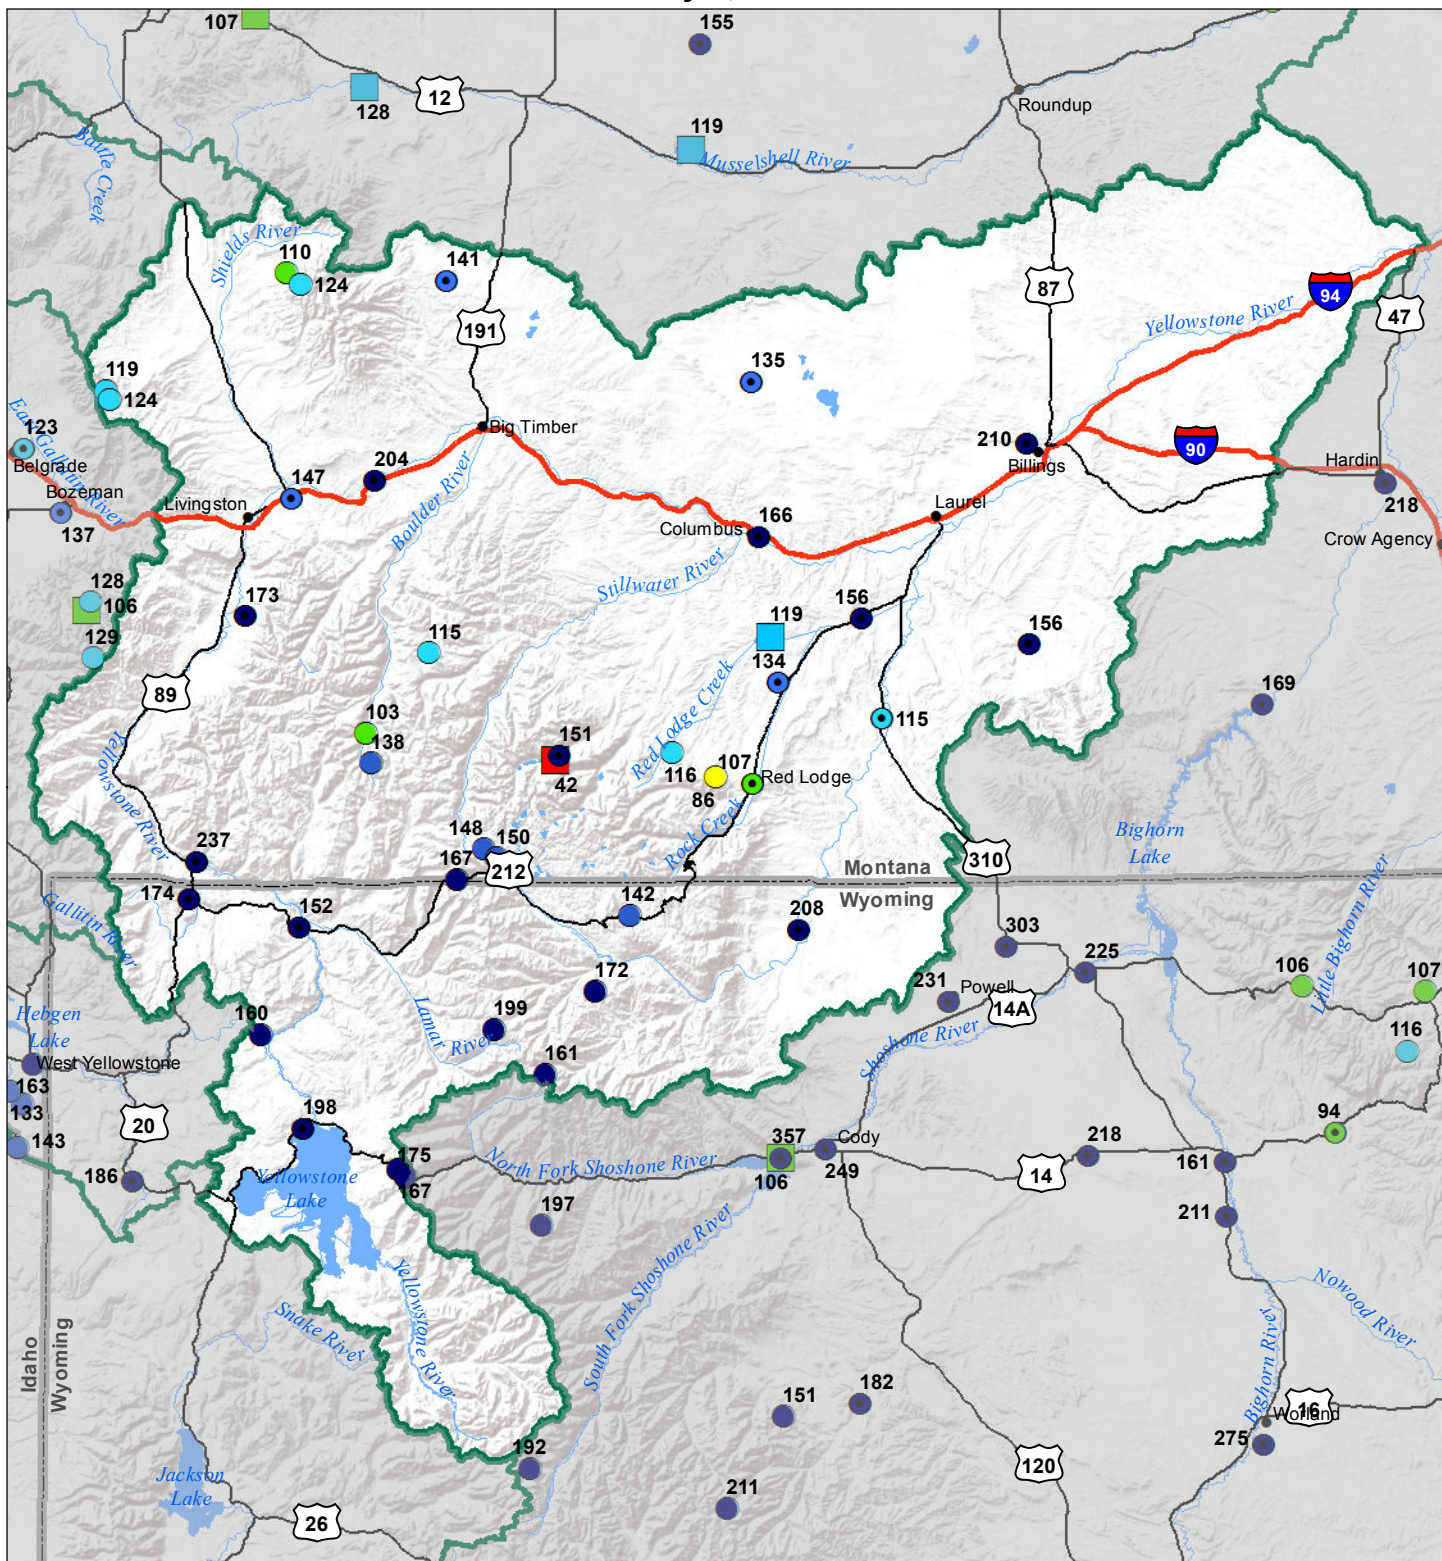 107
155
12
128
Roundup
119
Musselshell River
Battle Creek
Shields River
110
124
141
87
94
47
191
Yellowstone River
135
119
124
East Gallatin River
123
Belgrade
Big Timber
210
Billings
90
Hardin
218
Bozeman
137
204
147
Livingston
Boulder River
Laurel
Columbus
166
Crow Agency
Stillwater River
128
106
129
173
156
119
134
156
115
89
Red Lodge Creek
169
115
103
138
151
42
116
107
86
Red Lodge
Yellowstone River
Rock Creek
Bighorn
Lake
148
150
237
167
212
310
Montana
Wyoming
174
Gallitin River
152
142
208
Little Bighorn River
303
225
106
107
172
231
Powell
14A
199
Lamar River
Hebgen
Lake
160
161
Shoshone River
116
West Yellowstone
163
133
20
198
94
143
357
Cody
218
175
North Fork Shoshone River
249
14
161
186
Yellowstone
Lake
167
106
197
211
South Fork Shoshone River
Yellowstone River
Snake River
Nowood River
Bighorn River
Idaho
Wyoming
151
182
16
Worland
275
192
120
Jackson
Lake
211
26